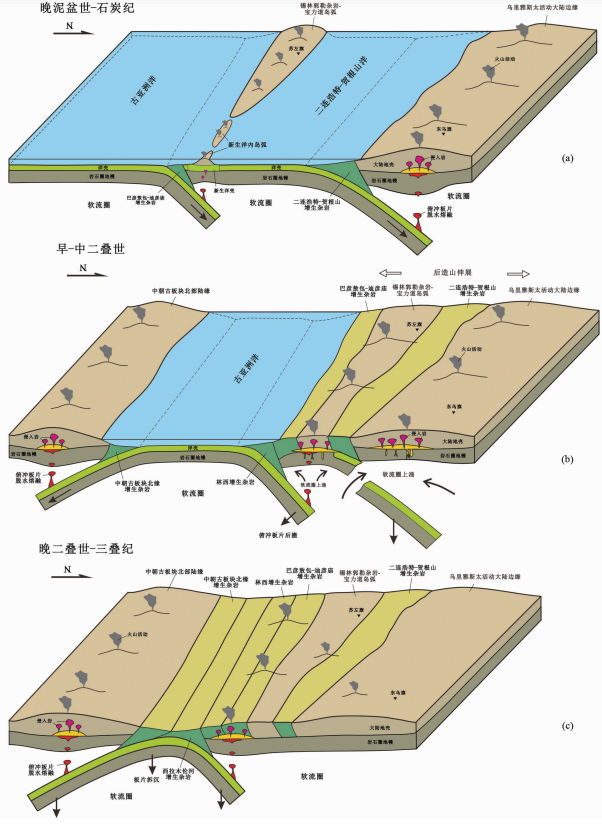 晚泥盆世-石炭纪
N
锡林郭勒杂岩-
宝力道岛弧
乌里雅斯太活动大陆边缘
苏左旗
火山活动
古亚洲洋
二连浩特-贺根山洋
新生洋内岛弧
东乌旗
侵入岩
(a)
洋壳
岩石圈地幔
洋壳
岩石圈地幔
大陆地壳
岩石圈地幔
新生洋壳
巴彦敖包-迪彦庙
增生杂岩
二连浩特-贺根山
增生杂岩
软流圈
软流圈
软流圈
俯冲板片
脱水熔融
早-中二叠世
N
后造山伸展
中朝古板块北部陆缘
巴彦敖包-迪彦庙
增生杂岩
锡林郭勒杂岩-
宝力道岛弧
二连浩特-贺根山
增生杂岩
乌里雅斯太活动大陆边缘
苏左旗
火山活动
古亚洲洋
东乌旗
侵入岩
侵入岩
大陆地壳
岩石圈地幔
岩石圈地幔
洋壳
岩石圈地幔
(b)
俯冲板片
脱水熔融
中朝古板块北缘
增生杂岩
林西增生杂岩
软流圈上涌
软流圈上涌
软流圈
软流圈
俯冲板片后撤
晚二叠世-三叠纪
N
中朝古板块北部陆缘
中朝古板块北缘
增生杂岩
林西增生杂岩
巴彦敖包-迪彦庙
增生杂岩
锡林郭勒杂岩-
宝力道岛弧
二连浩特-贺根山
增生杂岩
乌里雅斯太活动大陆边缘
苏左旗
火山活动
东乌旗
侵入岩
大陆地壳
岩石圈地幔
(c)
俯冲板片
脱水熔融
板片拆沉
西拉木伦河
增生杂岩
软流圈
软流圈